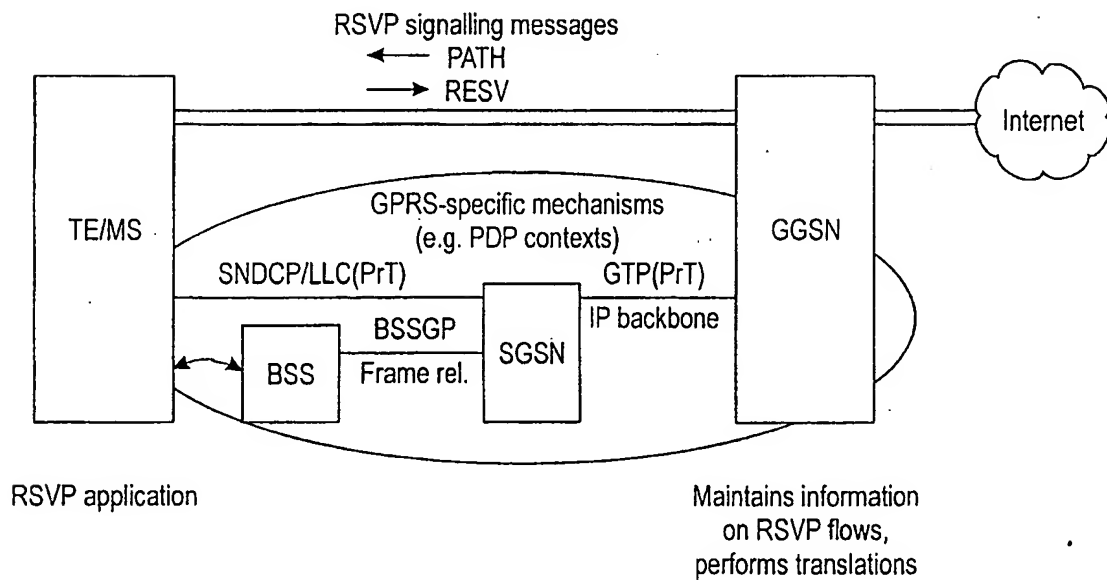 RSVP signalling messages
PATH
RESV
Internet
TE/MS
GPRS-specific mechanisms
(e.g. PDP contexts)
GGSN
SNDCP/LLC(PrT)
GTP(PrT)
BSSGP
SGSN
IP backbone
BSS
Frame rel.
RSVP application
Maintains information
on RSVP flows,
performs translations